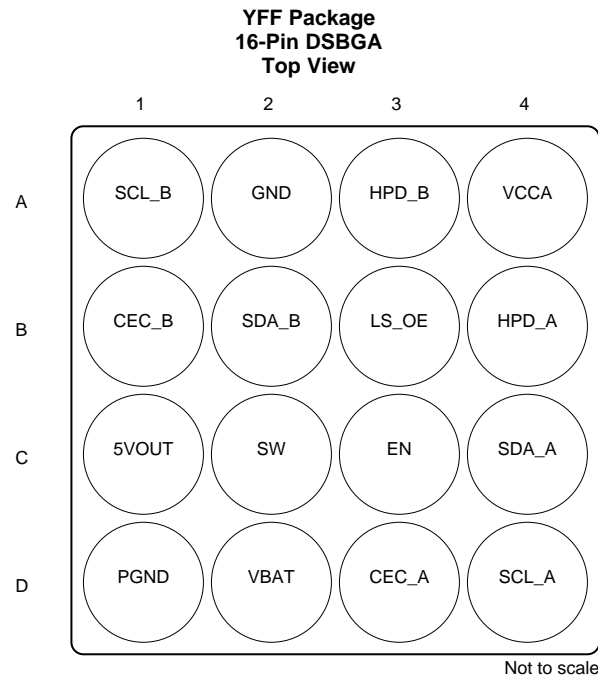 YFF Package
16-Pin DSBGA
Top View
1 2 3 4
A SCL_B GND HPD_B VCCA
B CEC_B SDA_B LS_OE HPD_A
C 5VOUT SW EN SDA_A
D PGND VBAT CEC_A SCL_A
Not to scale